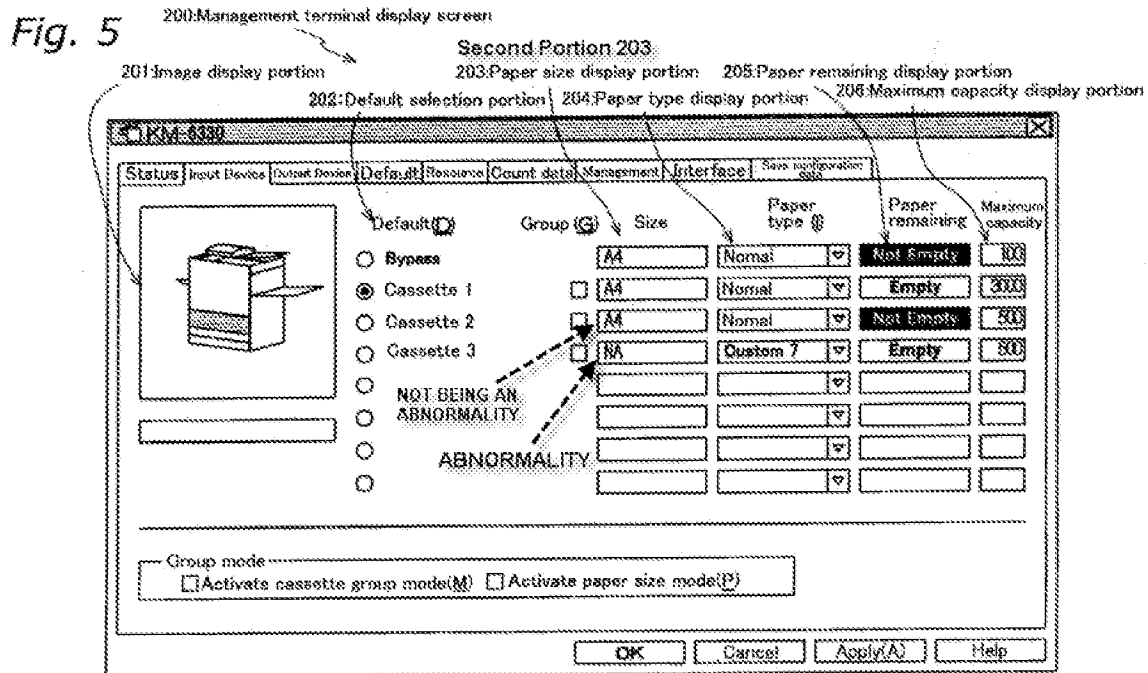 Fig. 5
200:Management terminal display screen
Second Portion 203
201:Image display portion
203:Paper size display portion
205:Paper remaining display portion
202:Default selection portion
204:Paper type display portion
206:Maximum capacity display portion
KM-6330
Status Input Device Output Device Default Resource Count data Management Interface Save configuration data
Default(D) Group (G) Size Paper type (I) Paper remaining Maximum capacity
Bypass A4 Normal Not Empty 100
Cassette 1 A4 Normal Empty 3000
Cassette 2 A4 Normal Not Empty 500
Cassette 3 NA Custom 7 Empty 500
NOT BEING AN
ABNORMALITY
ABNORMALITY
Group mode
Activate cassette group mode(M) Activate paper size mode(P)
OK Cancel Apply(A) Help